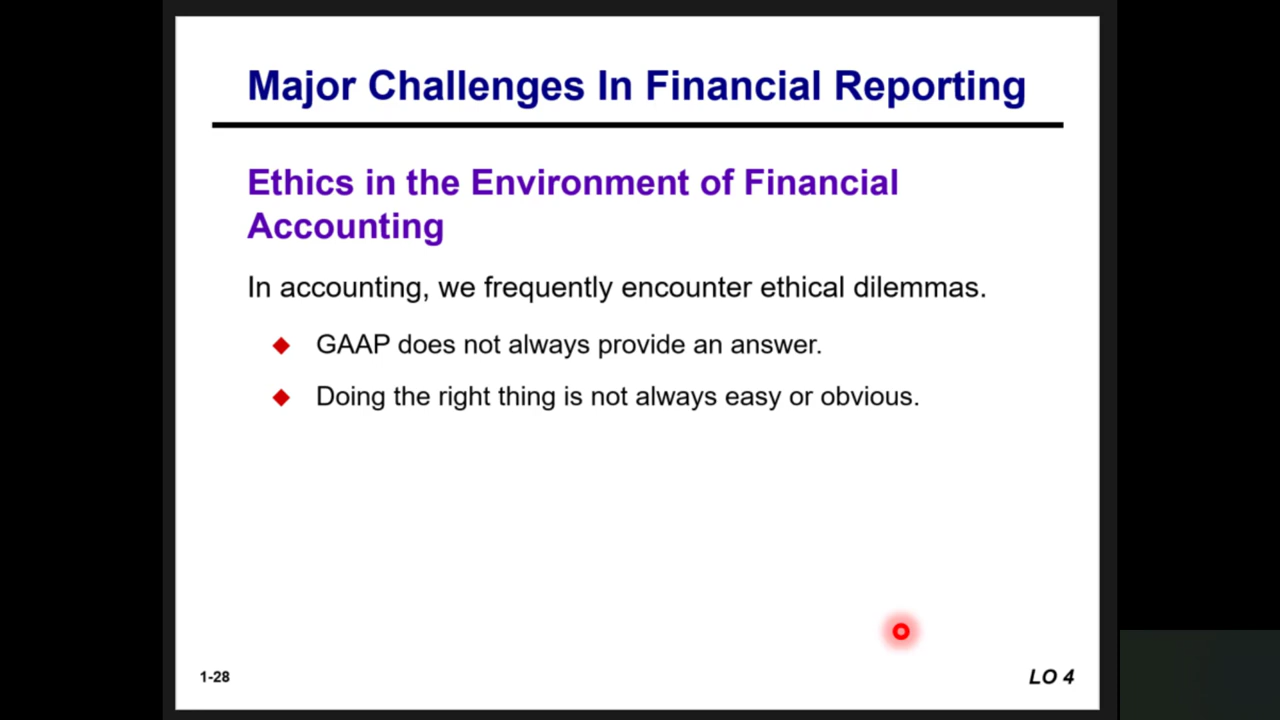 Major Challenges In Financial Reporting
Ethics in the Environment of Financial
Accounting
In accounting, we frequently encounter ethical dilemmas.
GAAP does not always provide an answer.
Doing the right thing is not always easy or obvious.
1-28
LO 4